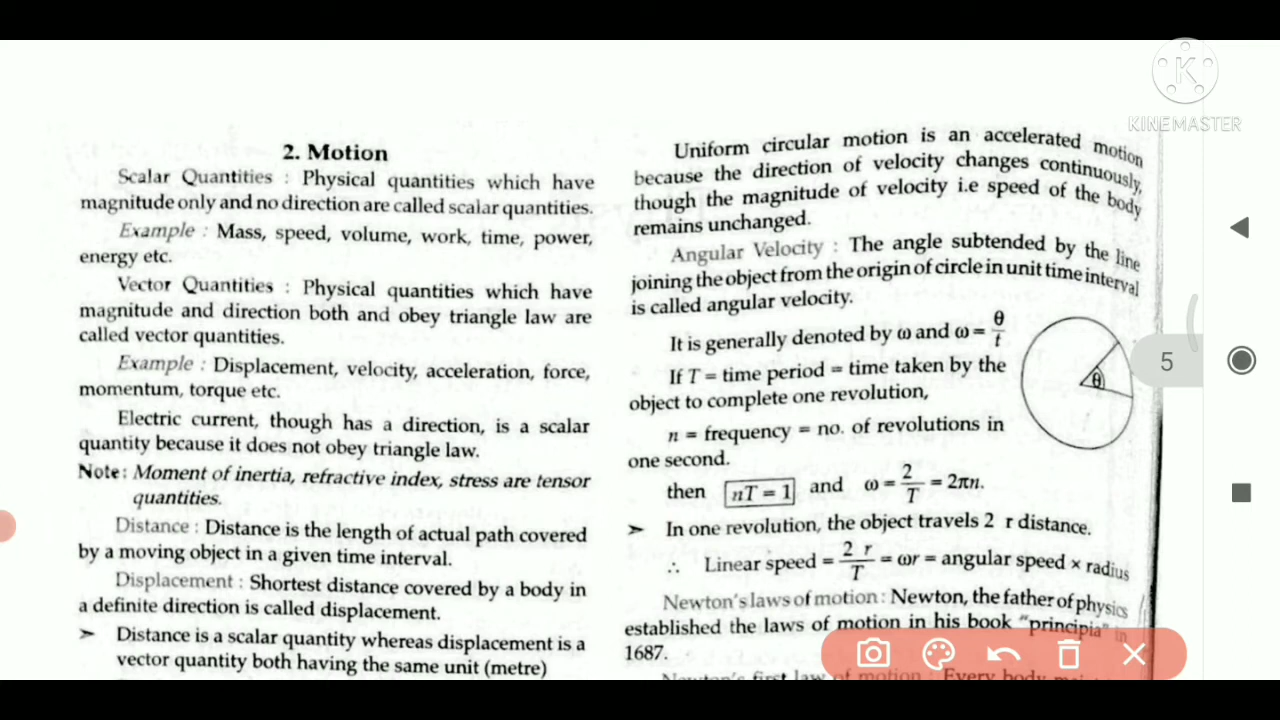 2. Motion
Scalar Quantities : Physical quantities which have
magnitude only and no direction are called scalar quantities.
Example : Mass, speed, volume, work, time, power,
energy etc.
Vector Quantities : Physical quantities which have
magnitude and direction both and obey triangle law are
called vector quantities.
Example : Displacement, velocity, acceleration, force,
momentum, torque etc.
Electric current, though has a direction, is a scalar
quantity because it does not obey triangle law.
Note : Moment of inertia, refractive index, stress are tensor
quantities.
Distance : Distance is the length of actual path covered
by a moving object in a given time interval.
Displacement : Shortest distance covered by a body in
a definite direction is called displacement.
➤ Distance is a scalar quantity whereas displacement is a
vector quantity both having the same unit (metre)
Uniform circular motion is an accelerated motion
because the direction of velocity changes continuously,
though the magnitude of velocity i.e speed of the body
remains unchanged.
Angular Velocity : The angle subtended by the line
joining the object from the origin of circle in unit time interval
is called angular velocity.
It is generally denoted by ω and ω = θ/t
If T = time period = time taken by the
object to complete one revolution,
n = frequency = no. of revolutions in
one second.
then nT = 1 and ω = 2/T = 2πn.
➤ In one revolution, the object travels 2 r distance.
∴ Linear speed = 2 r/T = ωr = angular speed × radius
Newton's laws of motion : Newton, the father of physics
established the laws of motion in his book "principia" in
1687.
Newton's first law of motion : Every body
θ
KINEMASTER
5